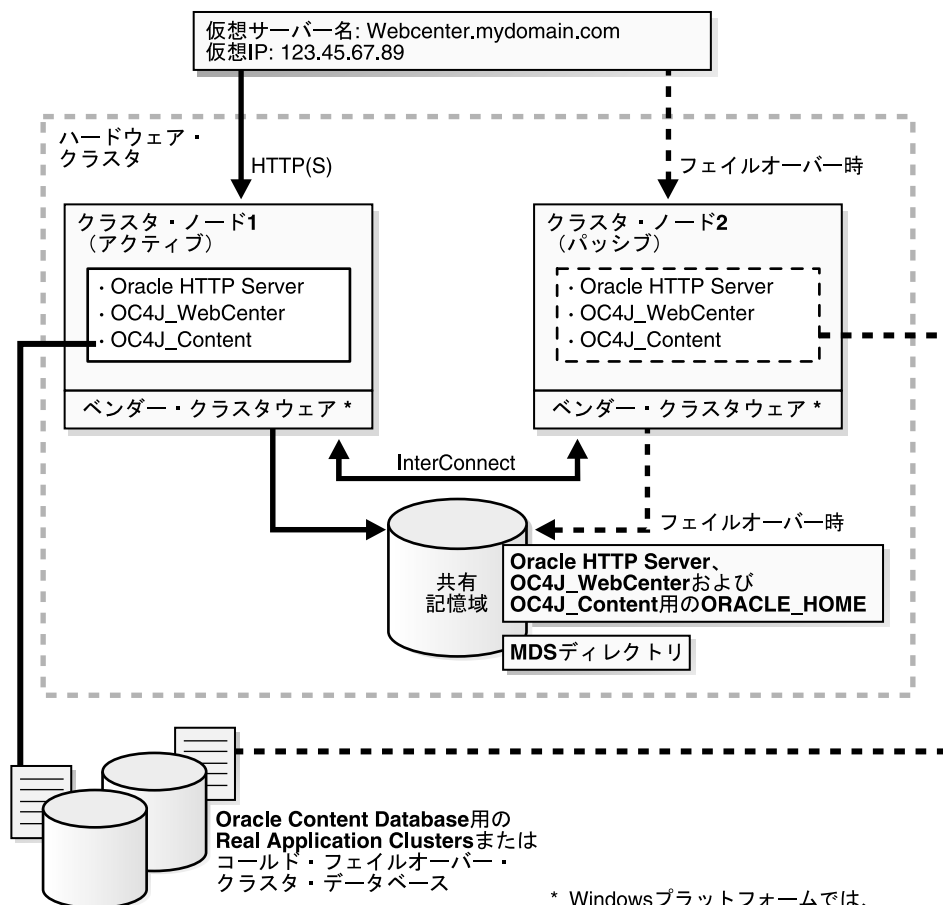 仮想サーバー名: Webcenter.mydomain.com
仮想IP: 123.45.67.89
ハードウェア・
クラスタ
HTTP(S)
フェイルオーバー時
クラスタ・ノード1
（アクティブ）
・Oracle HTTP Server
・OC4J_WebCenter
・OC4J_Content
ベンダー・クラスタウェア *
クラスタ・ノード2
（パッシブ）
・Oracle HTTP Server
・OC4J_WebCenter
・OC4J_Content
ベンダー・クラスタウェア *
InterConnect
フェイルオーバー時
共有
記憶域
Oracle HTTP Server、
OC4J_WebCenterおよび
OC4J_Content用のORACLE_HOME
MDSディレクトリ
Oracle Content Database用の
Real Application Clustersまたは
コールド・フェイルオーバー・
クラスタ・データベース
* Windowsプラットフォームでは、